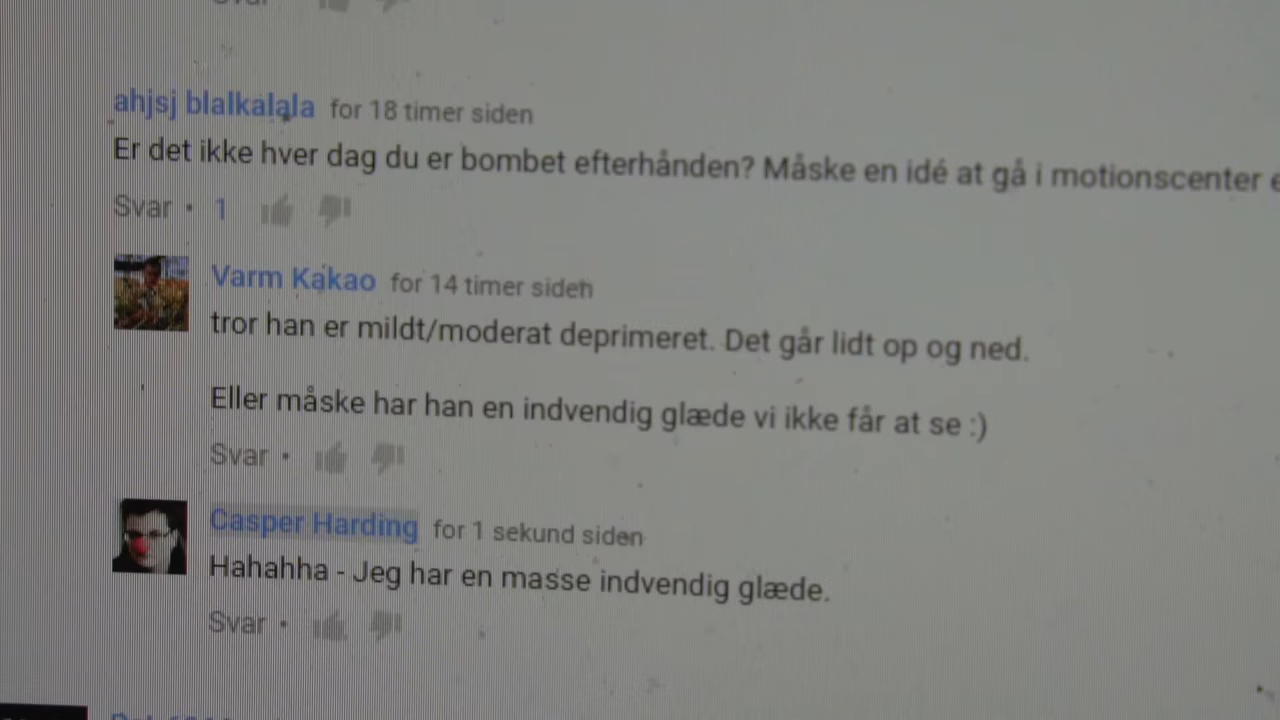 Svar
ahjsj blalkalala for 18 timer siden
Er det ikke hver dag du er bombet efterhånden? Måske en idé at gå i motionscenter
Svar • 1
Varm Kakao for 14 timer siden
tror han er mildt/moderat deprimeret. Det går lidt op og ned.
Eller måske har han en indvendig glæde vi ikke får at se :)
Svar •
Casper Harding for 1 sekund siden
Hahahha - Jeg har en masse indvendig glæde.
Svar •